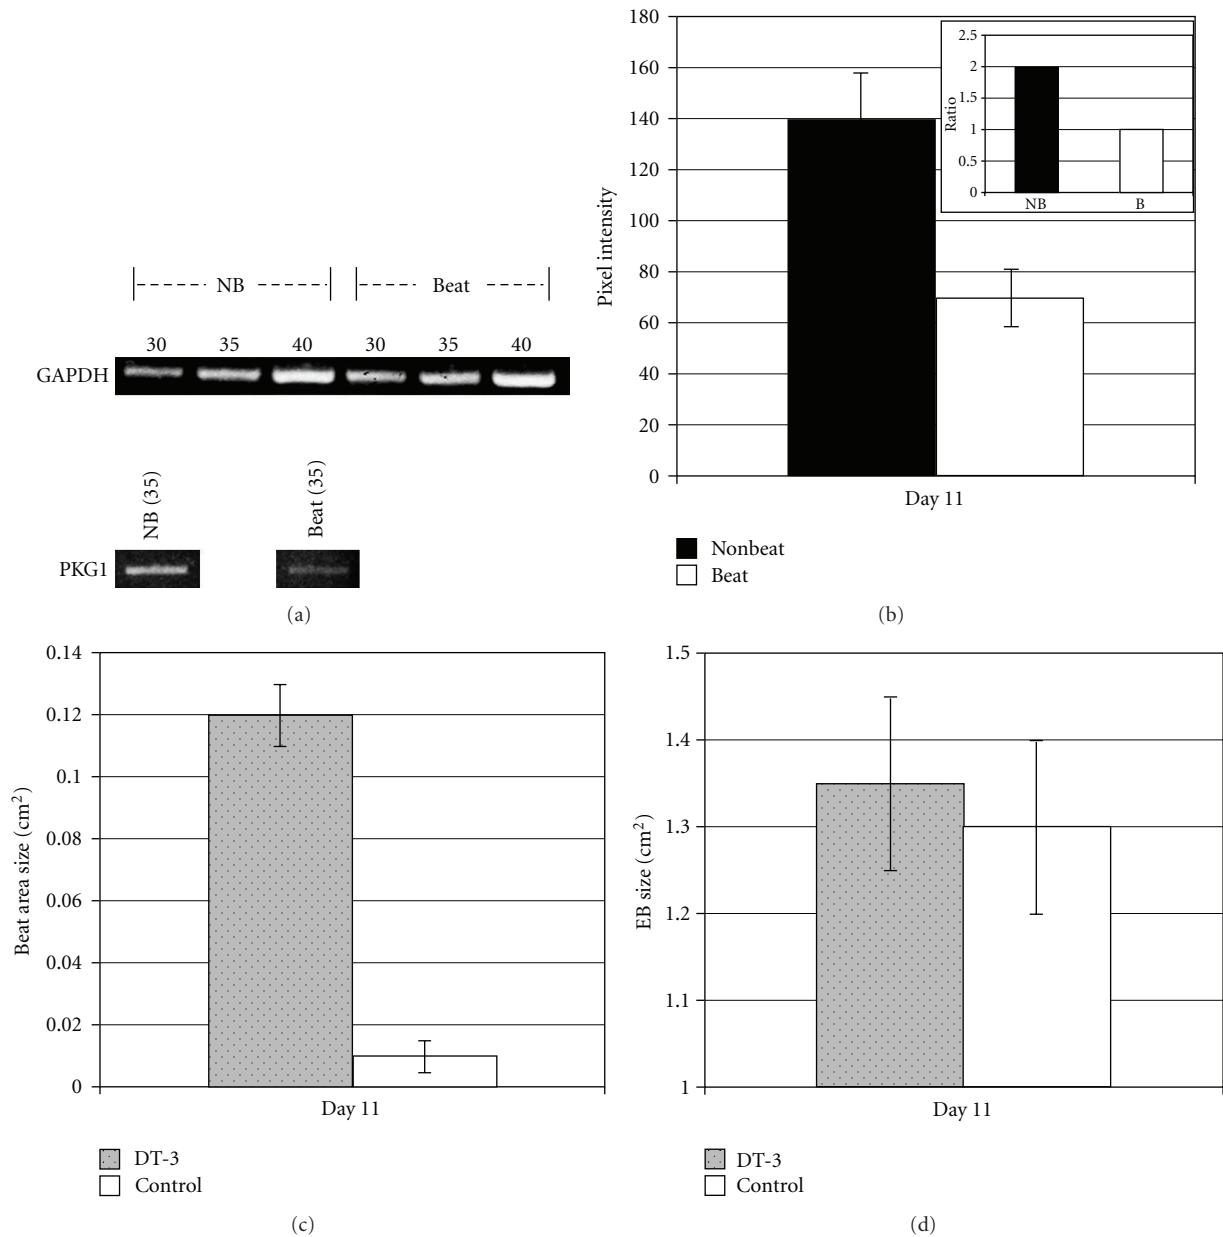 NB Beat
30 35 40 30 35 40
GAPDH
NB (35)
Beat (35)
PKG1
(a)
180
160
140
120
100
80
60
40
20
0
Pixel intensity
Day 11
2.5
2
1.5
1
0.5
0
Ratio
NB B
Nonbeat
Beat
(b)
0.14
0.12
0.1
0.08
0.06
0.04
0.02
0
Beat area size (cm²)
Day 11
DT-3
Control
(c)
1.5
1.4
1.3
1.2
1.1
1
EB size (cm²)
Day 11
DT-3
Control
(d)